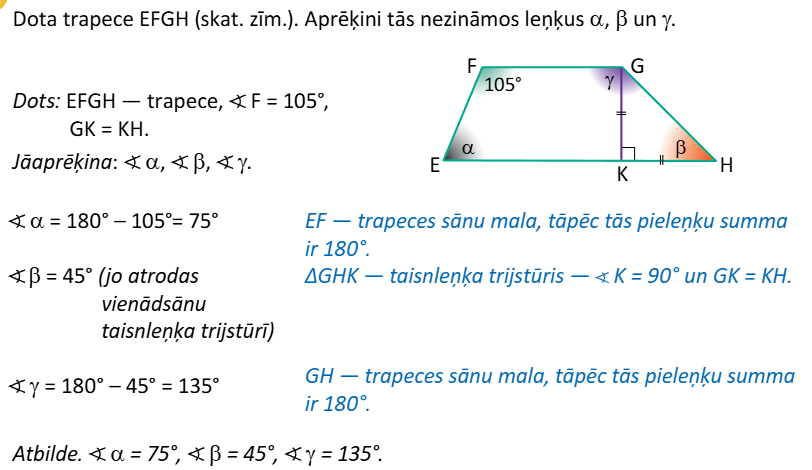 Dota trapece EFGH (skat. zīm.). Aprēķini tās nezināmos leņķus α, β un γ.
Dots: EFGH — trapece, ∢ F = 105°,
GK = KH.
Jāaprēķina: ∢ α, ∢ β, ∢ γ.
F
G
105°
γ
α
β
E
K
H
∢ α = 180° – 105°= 75°
EF — trapeces sānu mala, tāpēc tās pieleņķu summa
ir 180°.
∢ β = 45° (jo atrodas
vienādsānu
taisnleņķa trijstūrī)
ΔGHK — taisnleņķa trijstūris — ∢ K = 90° un GK = KH.
∢ γ = 180° – 45° = 135°
GH — trapeces sānu mala, tāpēc tās pieleņķu summa
ir 180°.
Atbilde. ∢ α = 75°, ∢ β = 45°, ∢ γ = 135°.